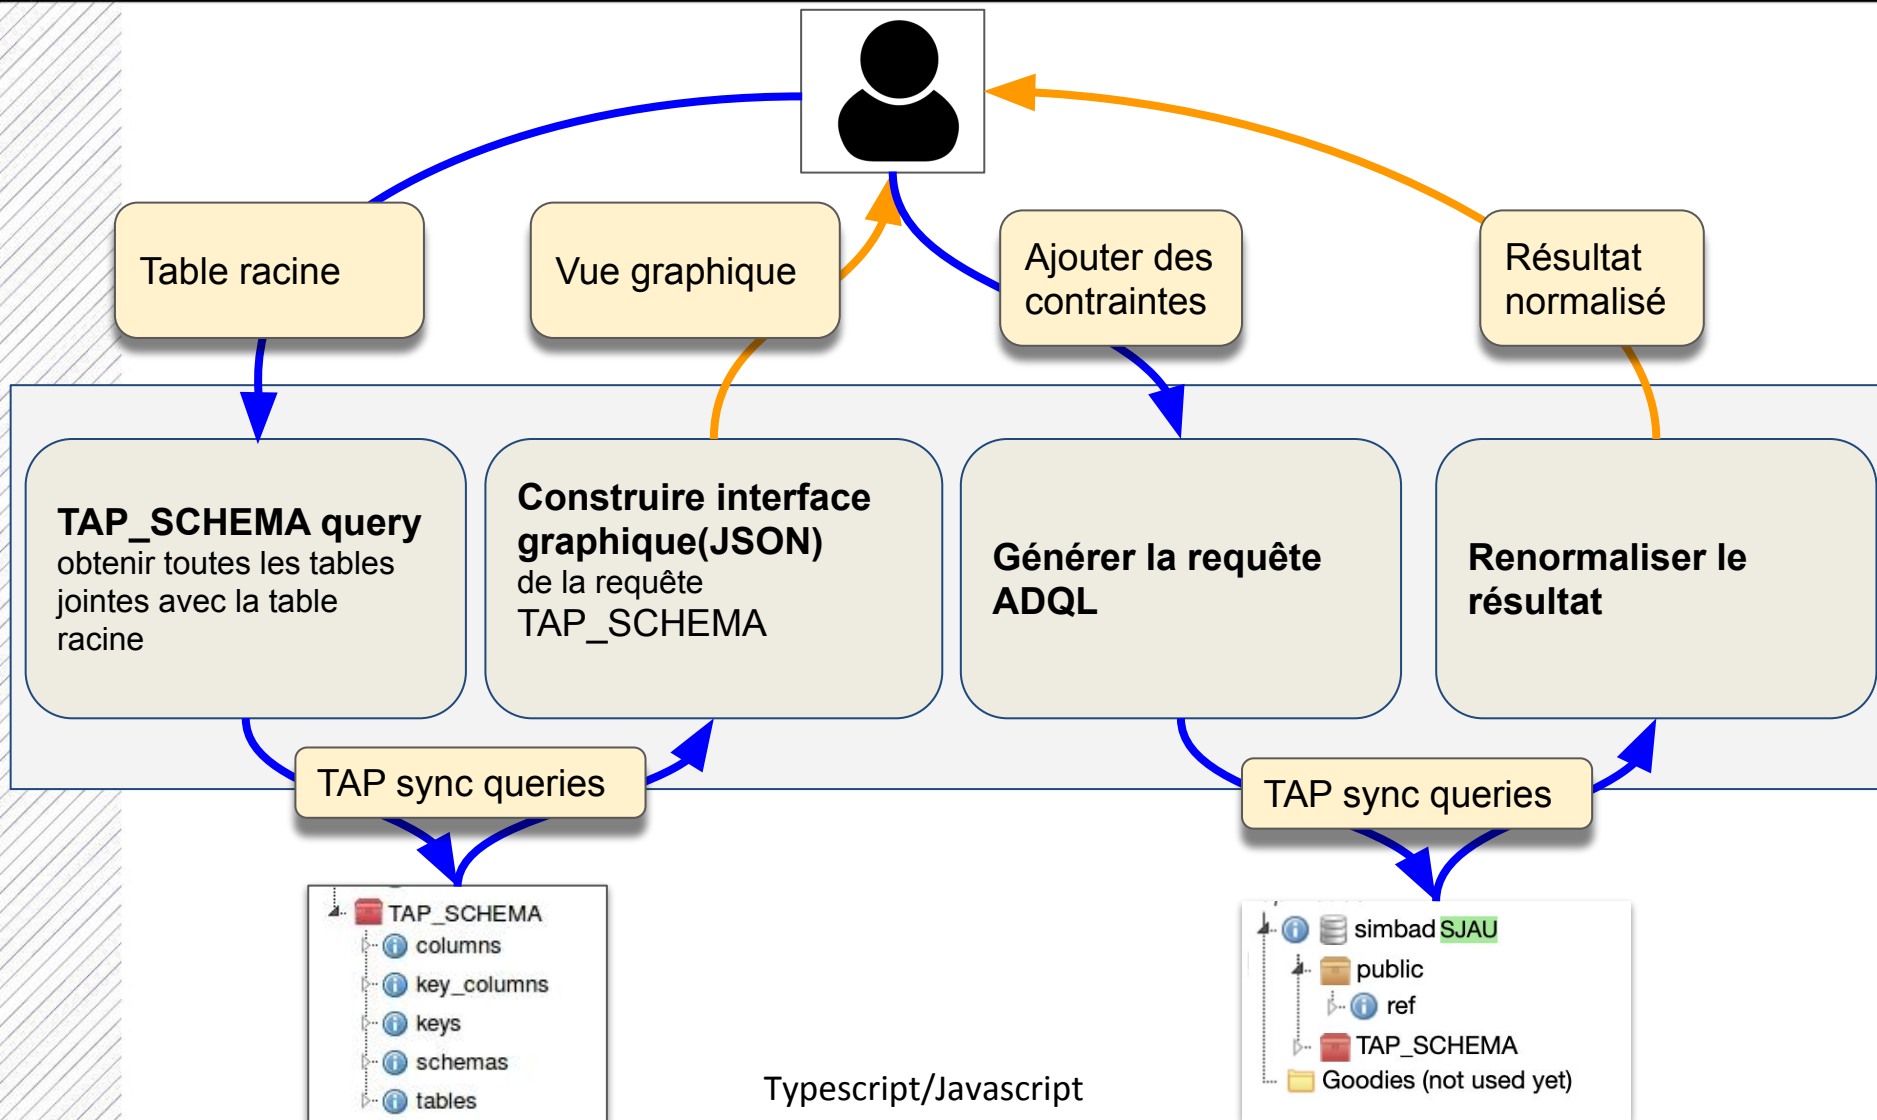 Table racine
Vue graphique
Ajouter des
contraintes
Résultat
normalisé
TAP_SCHEMA query
obtenir toutes les tables
jointes avec la table
racine
Construire interface
graphique(JSON)
de la requête
TAP_SCHEMA
Générer la requête
ADQL
Renormaliser le
résultat
TAP sync queries
TAP sync queries
TAP_SCHEMA
columns
key_columns
keys
schemas
tables
simbad SJAU
public
ref
TAP_SCHEMA
Goodies (not used yet)
Typescript/Javascript